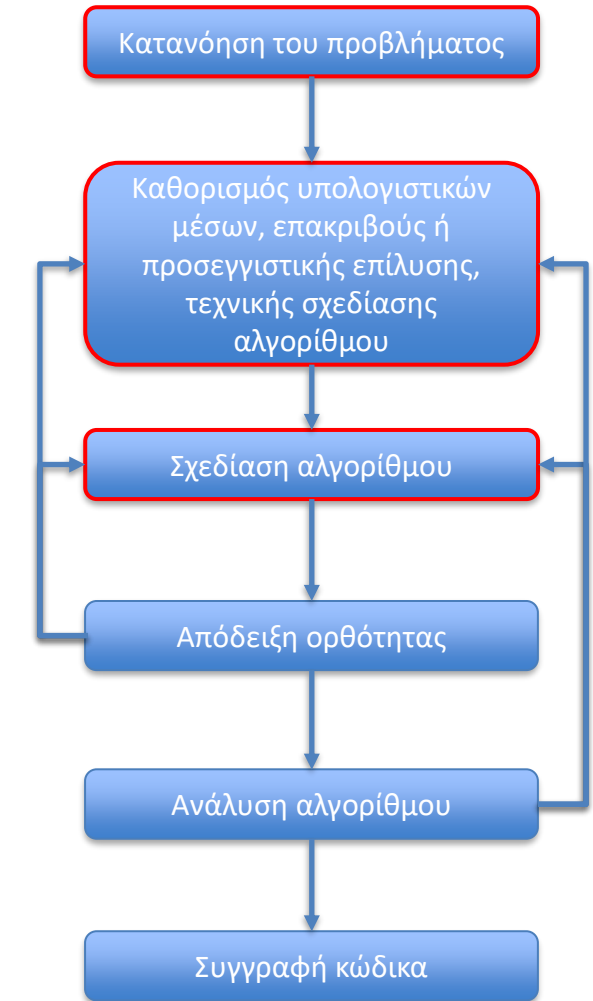 Κατανόηση του προβλήματος
Καθορισμός υπολογιστικών
μέσων, επακριβούς ή
προσεγγιστικής επίλυσης,
τεχνικής σχεδίασης
αλγορίθμου
Σχεδίαση αλγορίθμου
Απόδειξη ορθότητας
Ανάλυση αλγορίθμου
Συγγραφή κώδικα